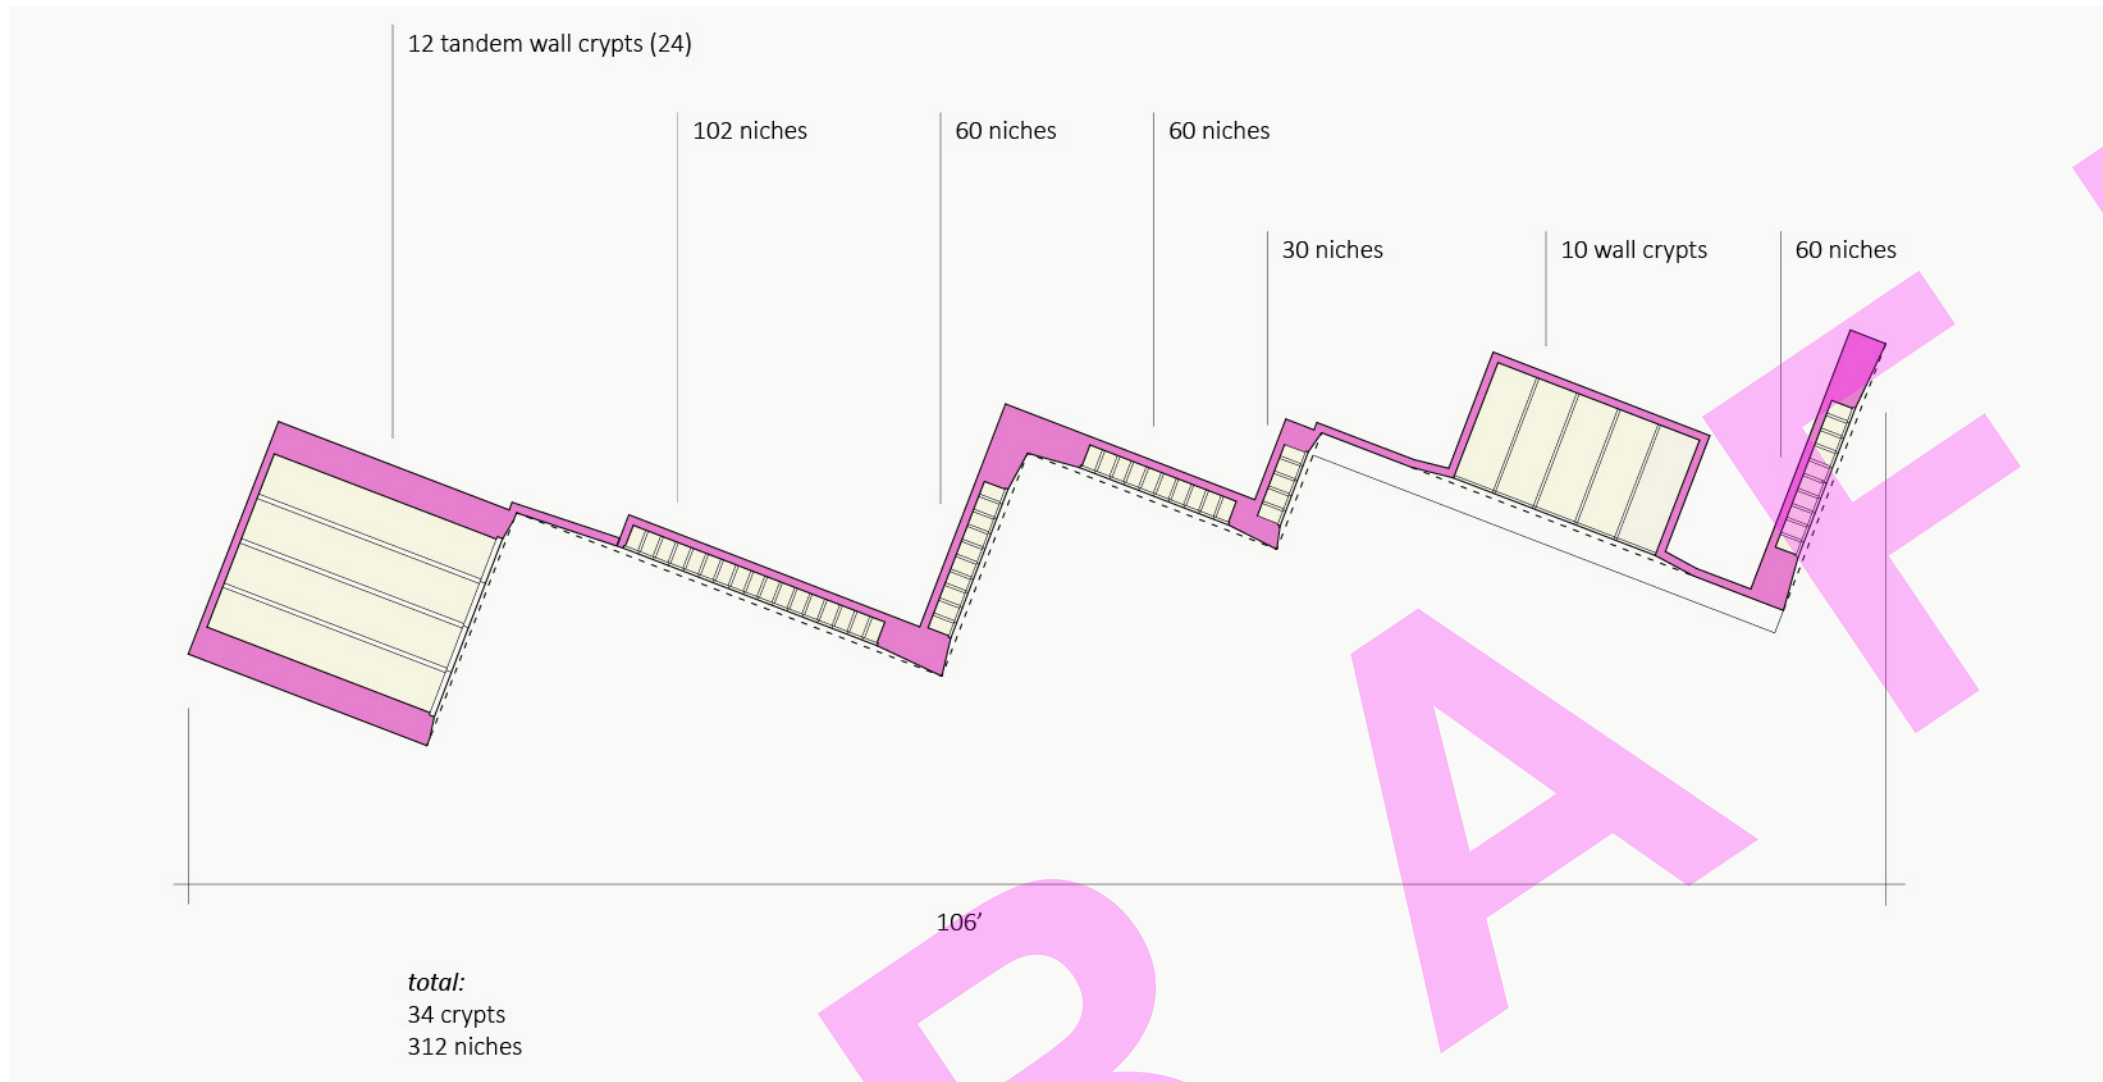 12 tandem wall crypts (24)
102 niches
60 niches
60 niches
30 niches
10 wall crypts
60 niches
106’
total:
34 crypts
312 niches
R A F